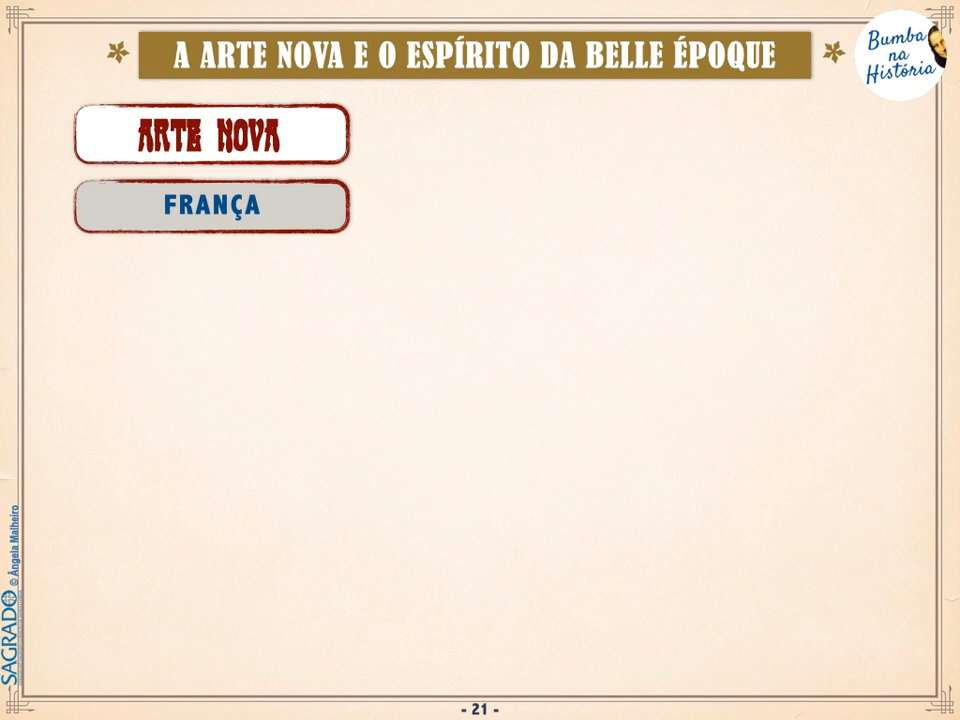 A ARTE NOVA E O ESPÍRITO DA BELLE ÉPOQUE
Bumba
na
História
ARTE NOVA
FRANÇA
© Ângela Malheiro
SAGRADO
- 21 -